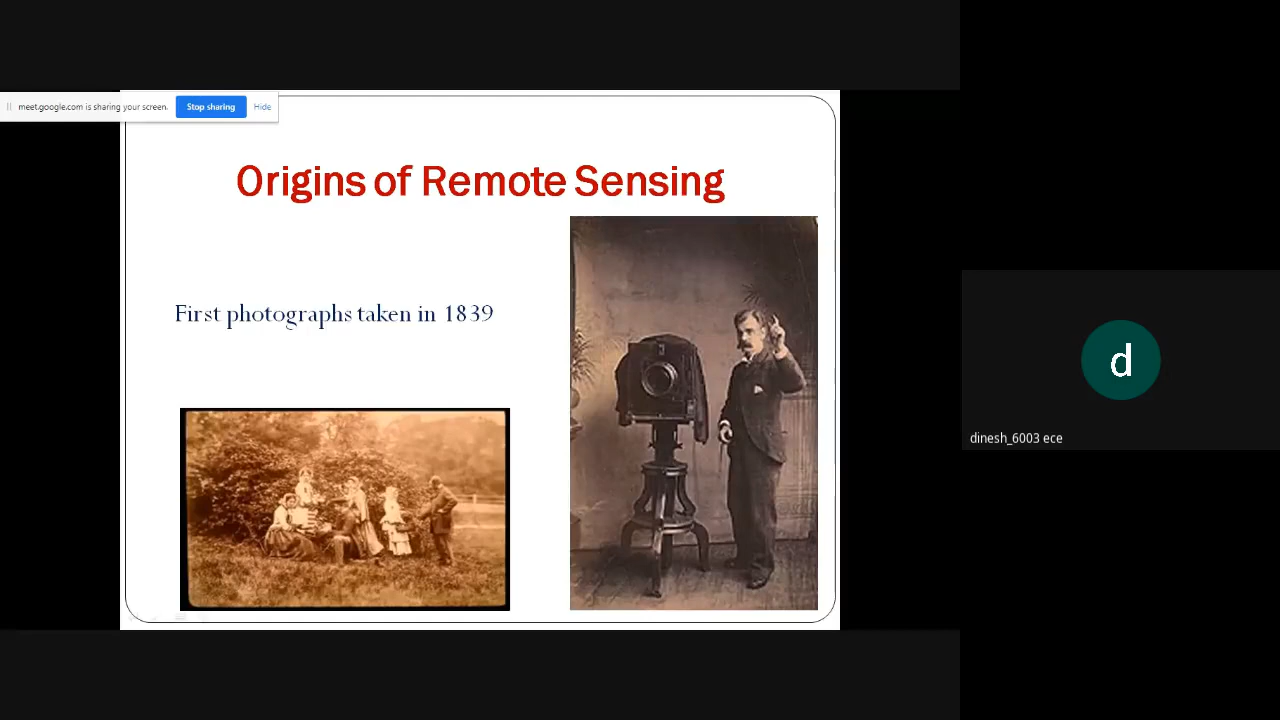 meet.google.com is sharing your screen.
Stop sharing
Hide
Origins of Remote Sensing
First photographs taken in 1839
d
dinesh_6003 ece